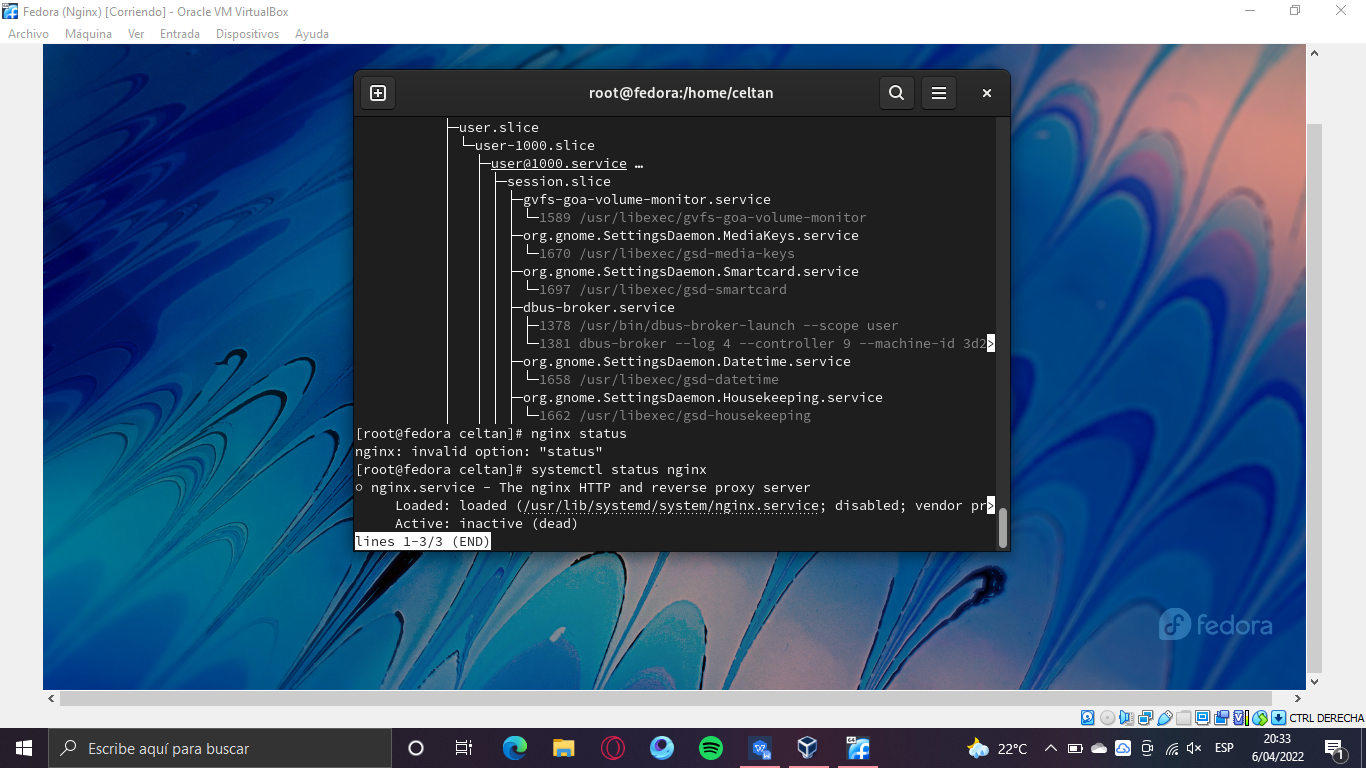 Fedora (Nginx) [Corriendo] - Oracle VM VirtualBox
Archivo Máquina Ver Entrada Dispositivos Ayuda
root@fedora:/home/celtan
├─user.slice
└─user-1000.slice
├─user@1000.service …
├─session.slice
├─gvfs-goa-volume-monitor.service
└─1589 /usr/libexec/gvfs-goa-volume-monitor
├─org.gnome.SettingsDaemon.MediaKeys.service
└─1670 /usr/libexec/gsd-media-keys
├─org.gnome.SettingsDaemon.Smartcard.service
└─1697 /usr/libexec/gsd-smartcard
├─dbus-broker.service
├─1378 /usr/bin/dbus-broker-launch --scope user
└─1381 dbus-broker --log 4 --controller 9 --machine-id 3d2>
├─org.gnome.SettingsDaemon.Datetime.service
└─1658 /usr/libexec/gsd-datetime
├─org.gnome.SettingsDaemon.Housekeeping.service
└─1662 /usr/libexec/gsd-housekeeping
[root@fedora celtan]# nginx status
nginx: invalid option: "status"
[root@fedora celtan]# systemctl status nginx
○ nginx.service - The nginx HTTP and reverse proxy server
Loaded: loaded (/usr/lib/systemd/system/nginx.service; disabled; vendor pr>
Active: inactive (dead)
lines 1-3/3 (END)
fedora
CTRL DERECHA
Escribe aquí para buscar
22°C
ESP
20:33
6/04/2022
1